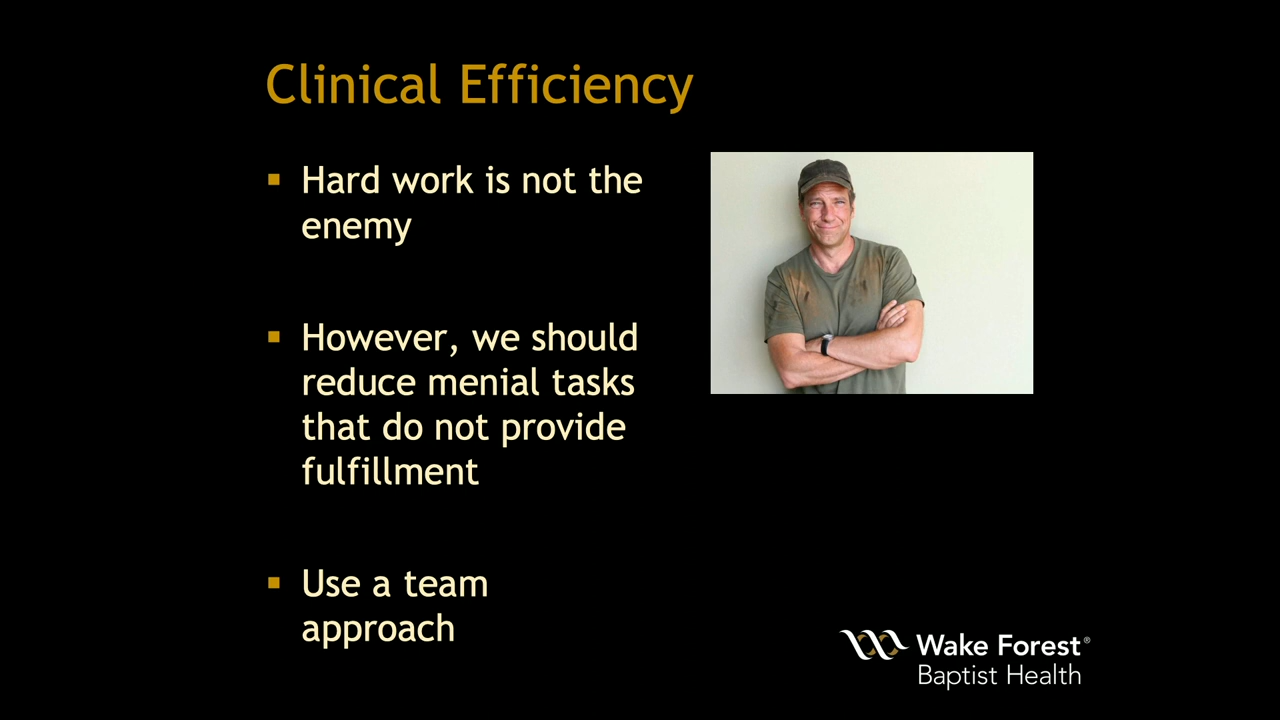 Clinical Efficiency
▪ Hard work is not the
enemy
▪ However, we should
reduce menial tasks
that do not provide
fulfillment
▪ Use a team
approach
Wake Forest®
Baptist Health